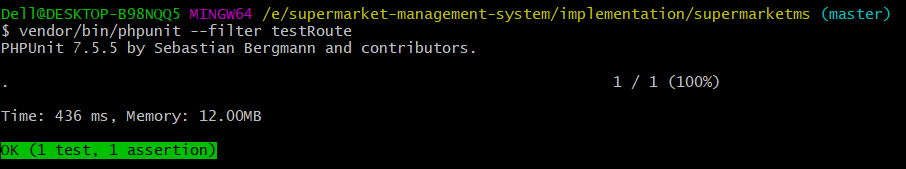 Dell@DESKTOP-B98NQQ5 MINGW64 /e/supermarket-management-system/implementation/supermarketms (master)
$ vendor/bin/phpunit --filter testRoute
PHPUnit 7.5.5 by Sebastian Bergmann and contributors.
. 1 / 1 (100%)
Time: 436 ms, Memory: 12.00MB
OK (1 test, 1 assertion)